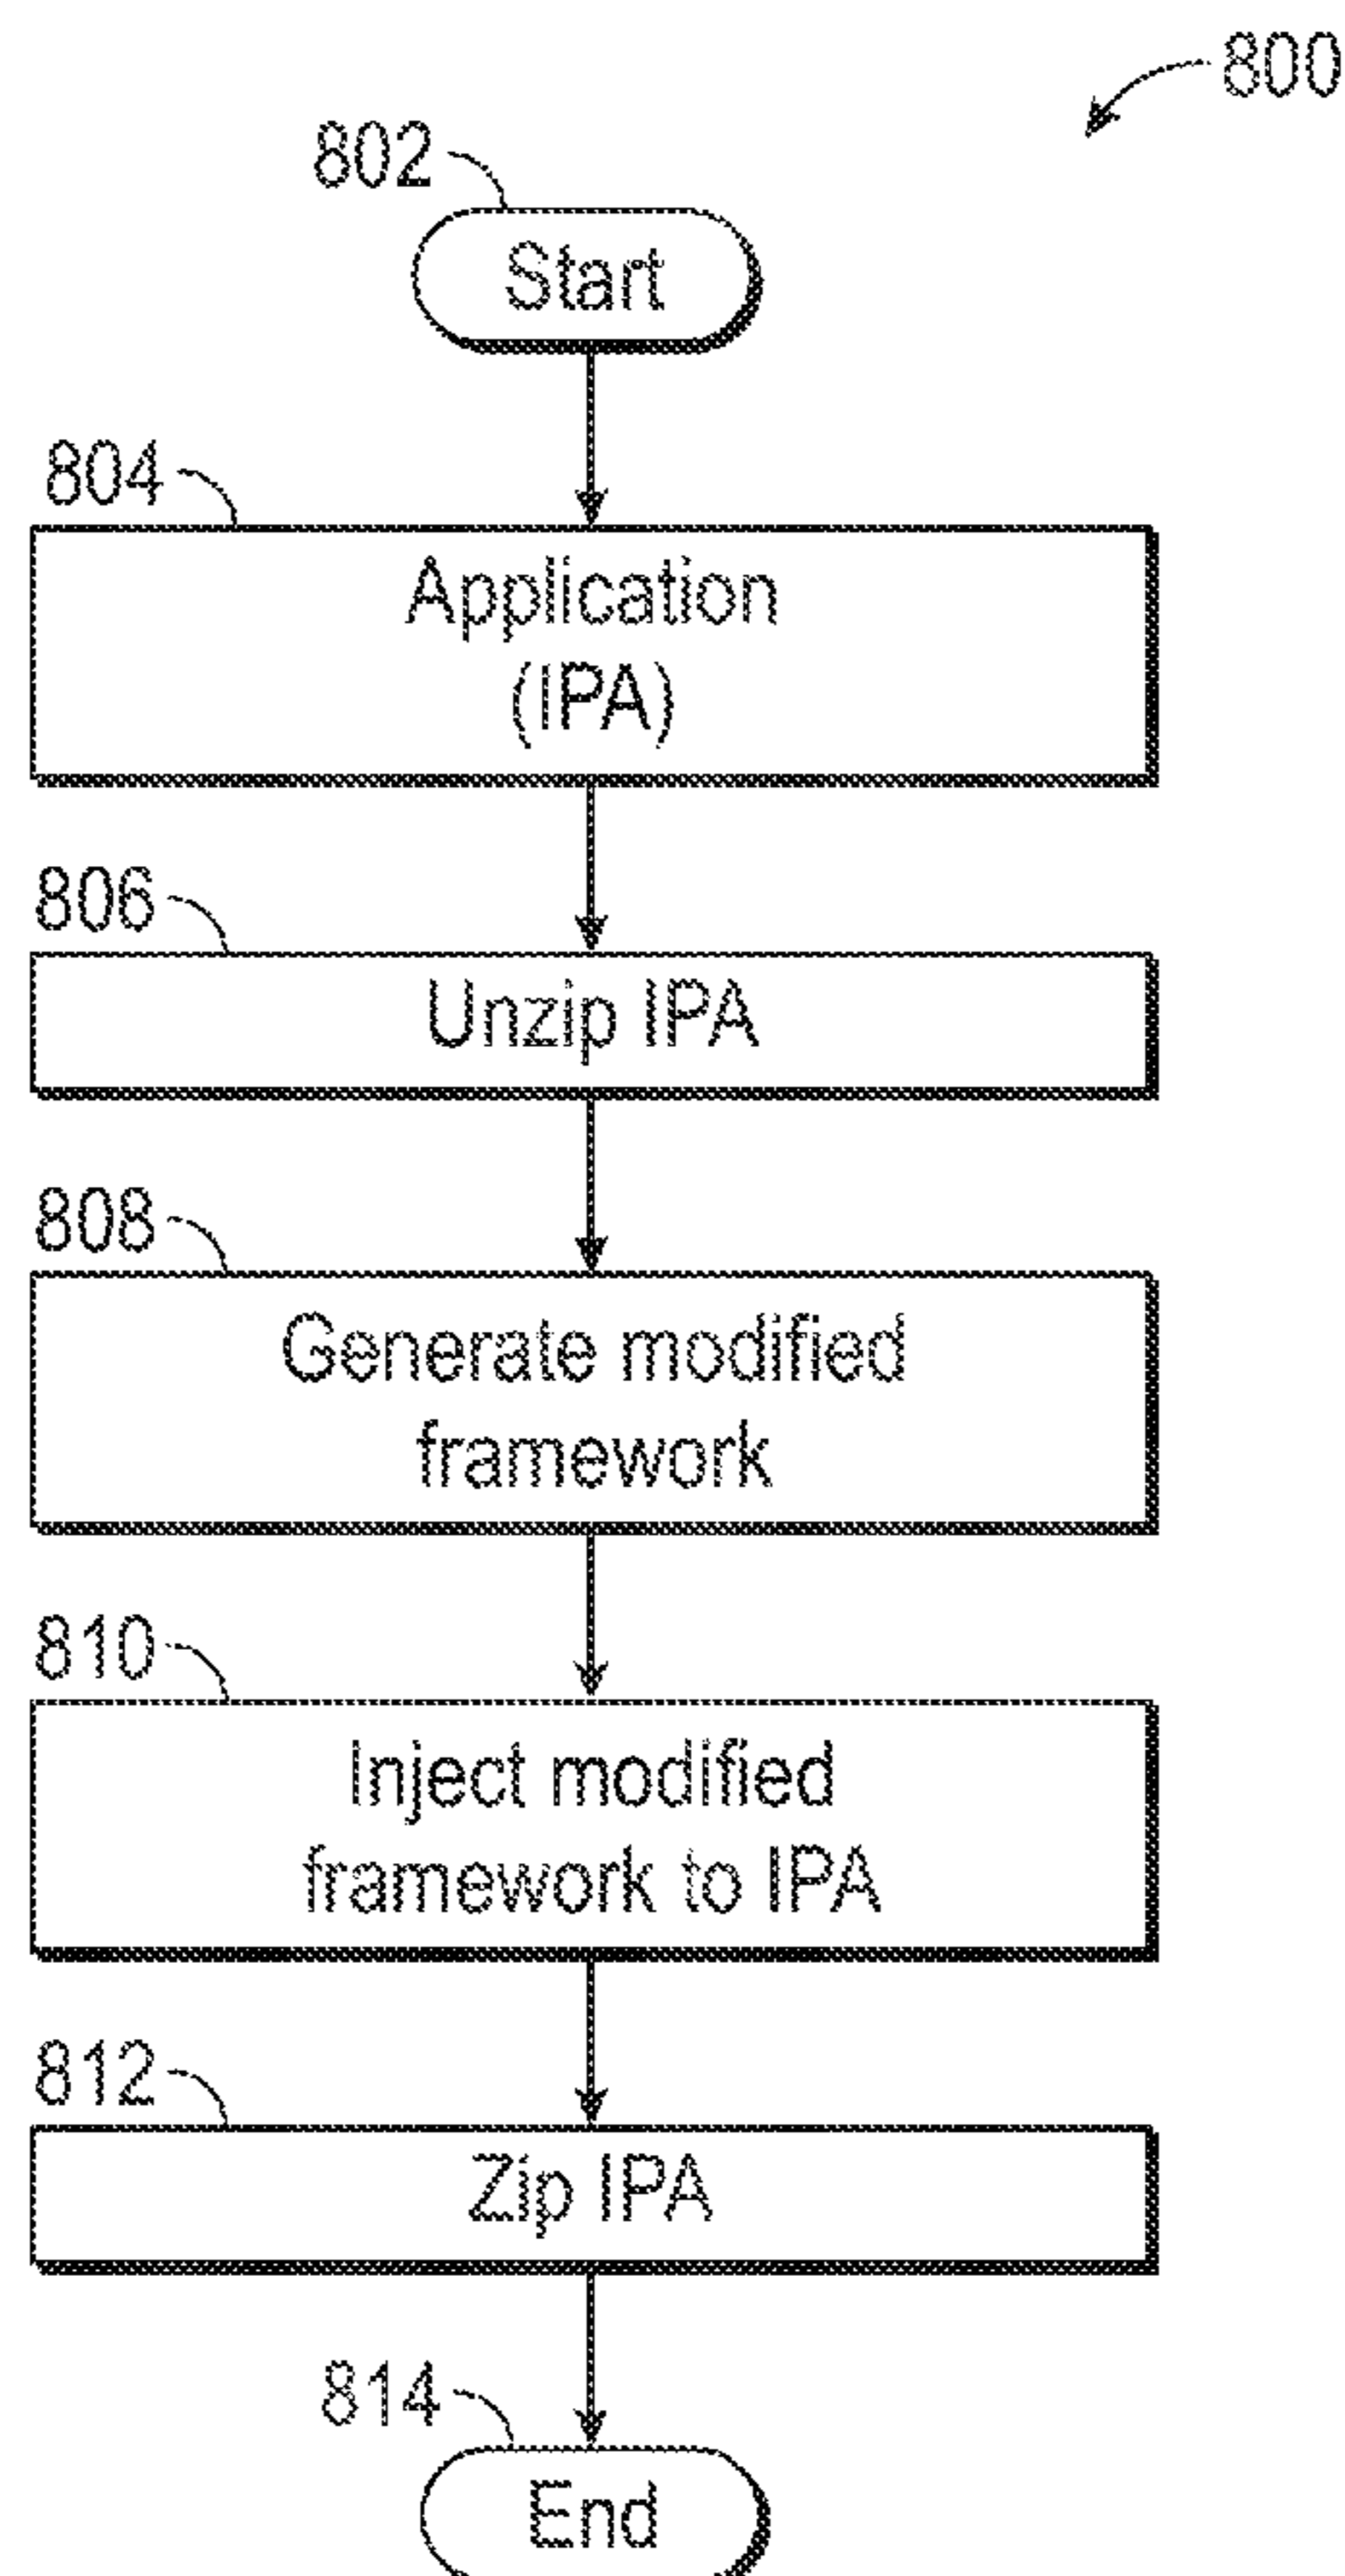 800
802
Start
804
Application
(IPA)
806
Unzip IPA
808
Generate modified
framework
810
Inject modified
framework to IPA
812
Zip IPA
814
End